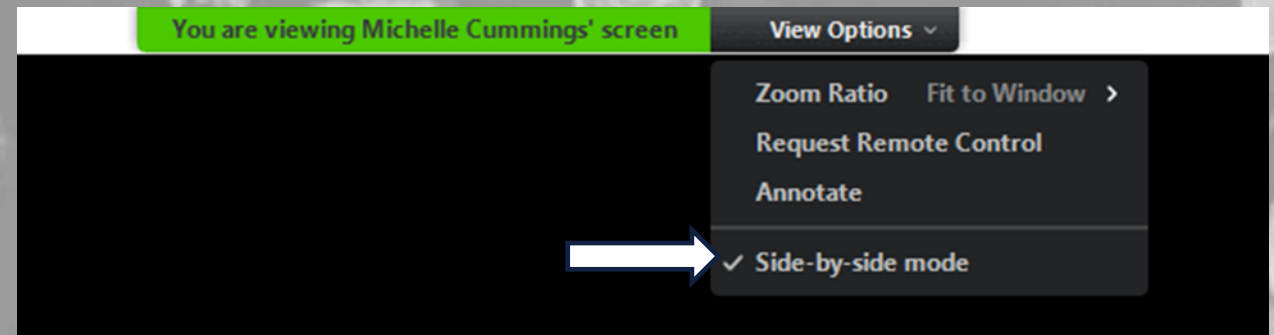 You are viewing Michelle Cummings' screen View Options
Zoom Ratio Fit to Window
Request Remote Control
Annotate
Side-by-side mode